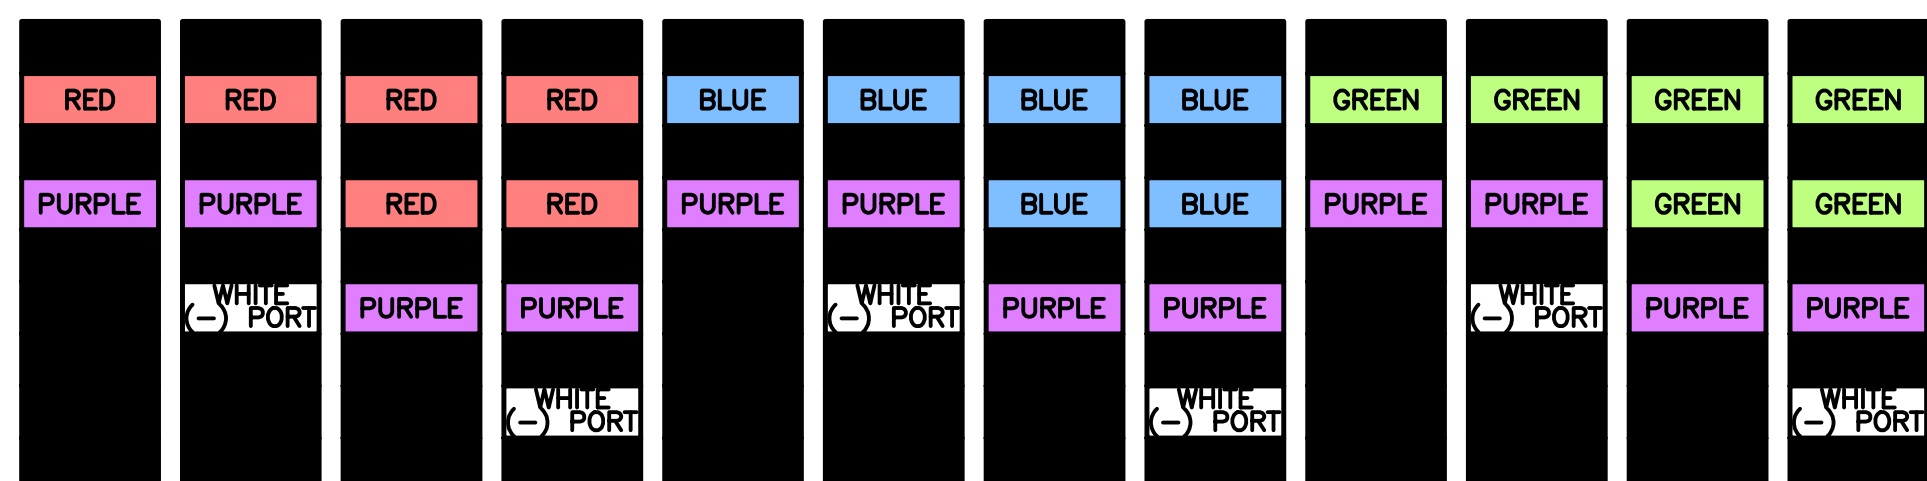 RED RED RED RED BLUE BLUE BLUE BLUE GREEN GREEN GREEN GREEN
PURPLE PURPLE RED RED PURPLE PURPLE BLUE BLUE PURPLE PURPLE GREEN GREEN
WHITE
(-) PORT
PURPLE PURPLE
WHITE
(-) PORT
PURPLE PURPLE
WHITE
(-) PORT
PURPLE PURPLE
WHITE
(-) PORT
WHITE
(-) PORT
WHITE
(-) PORT